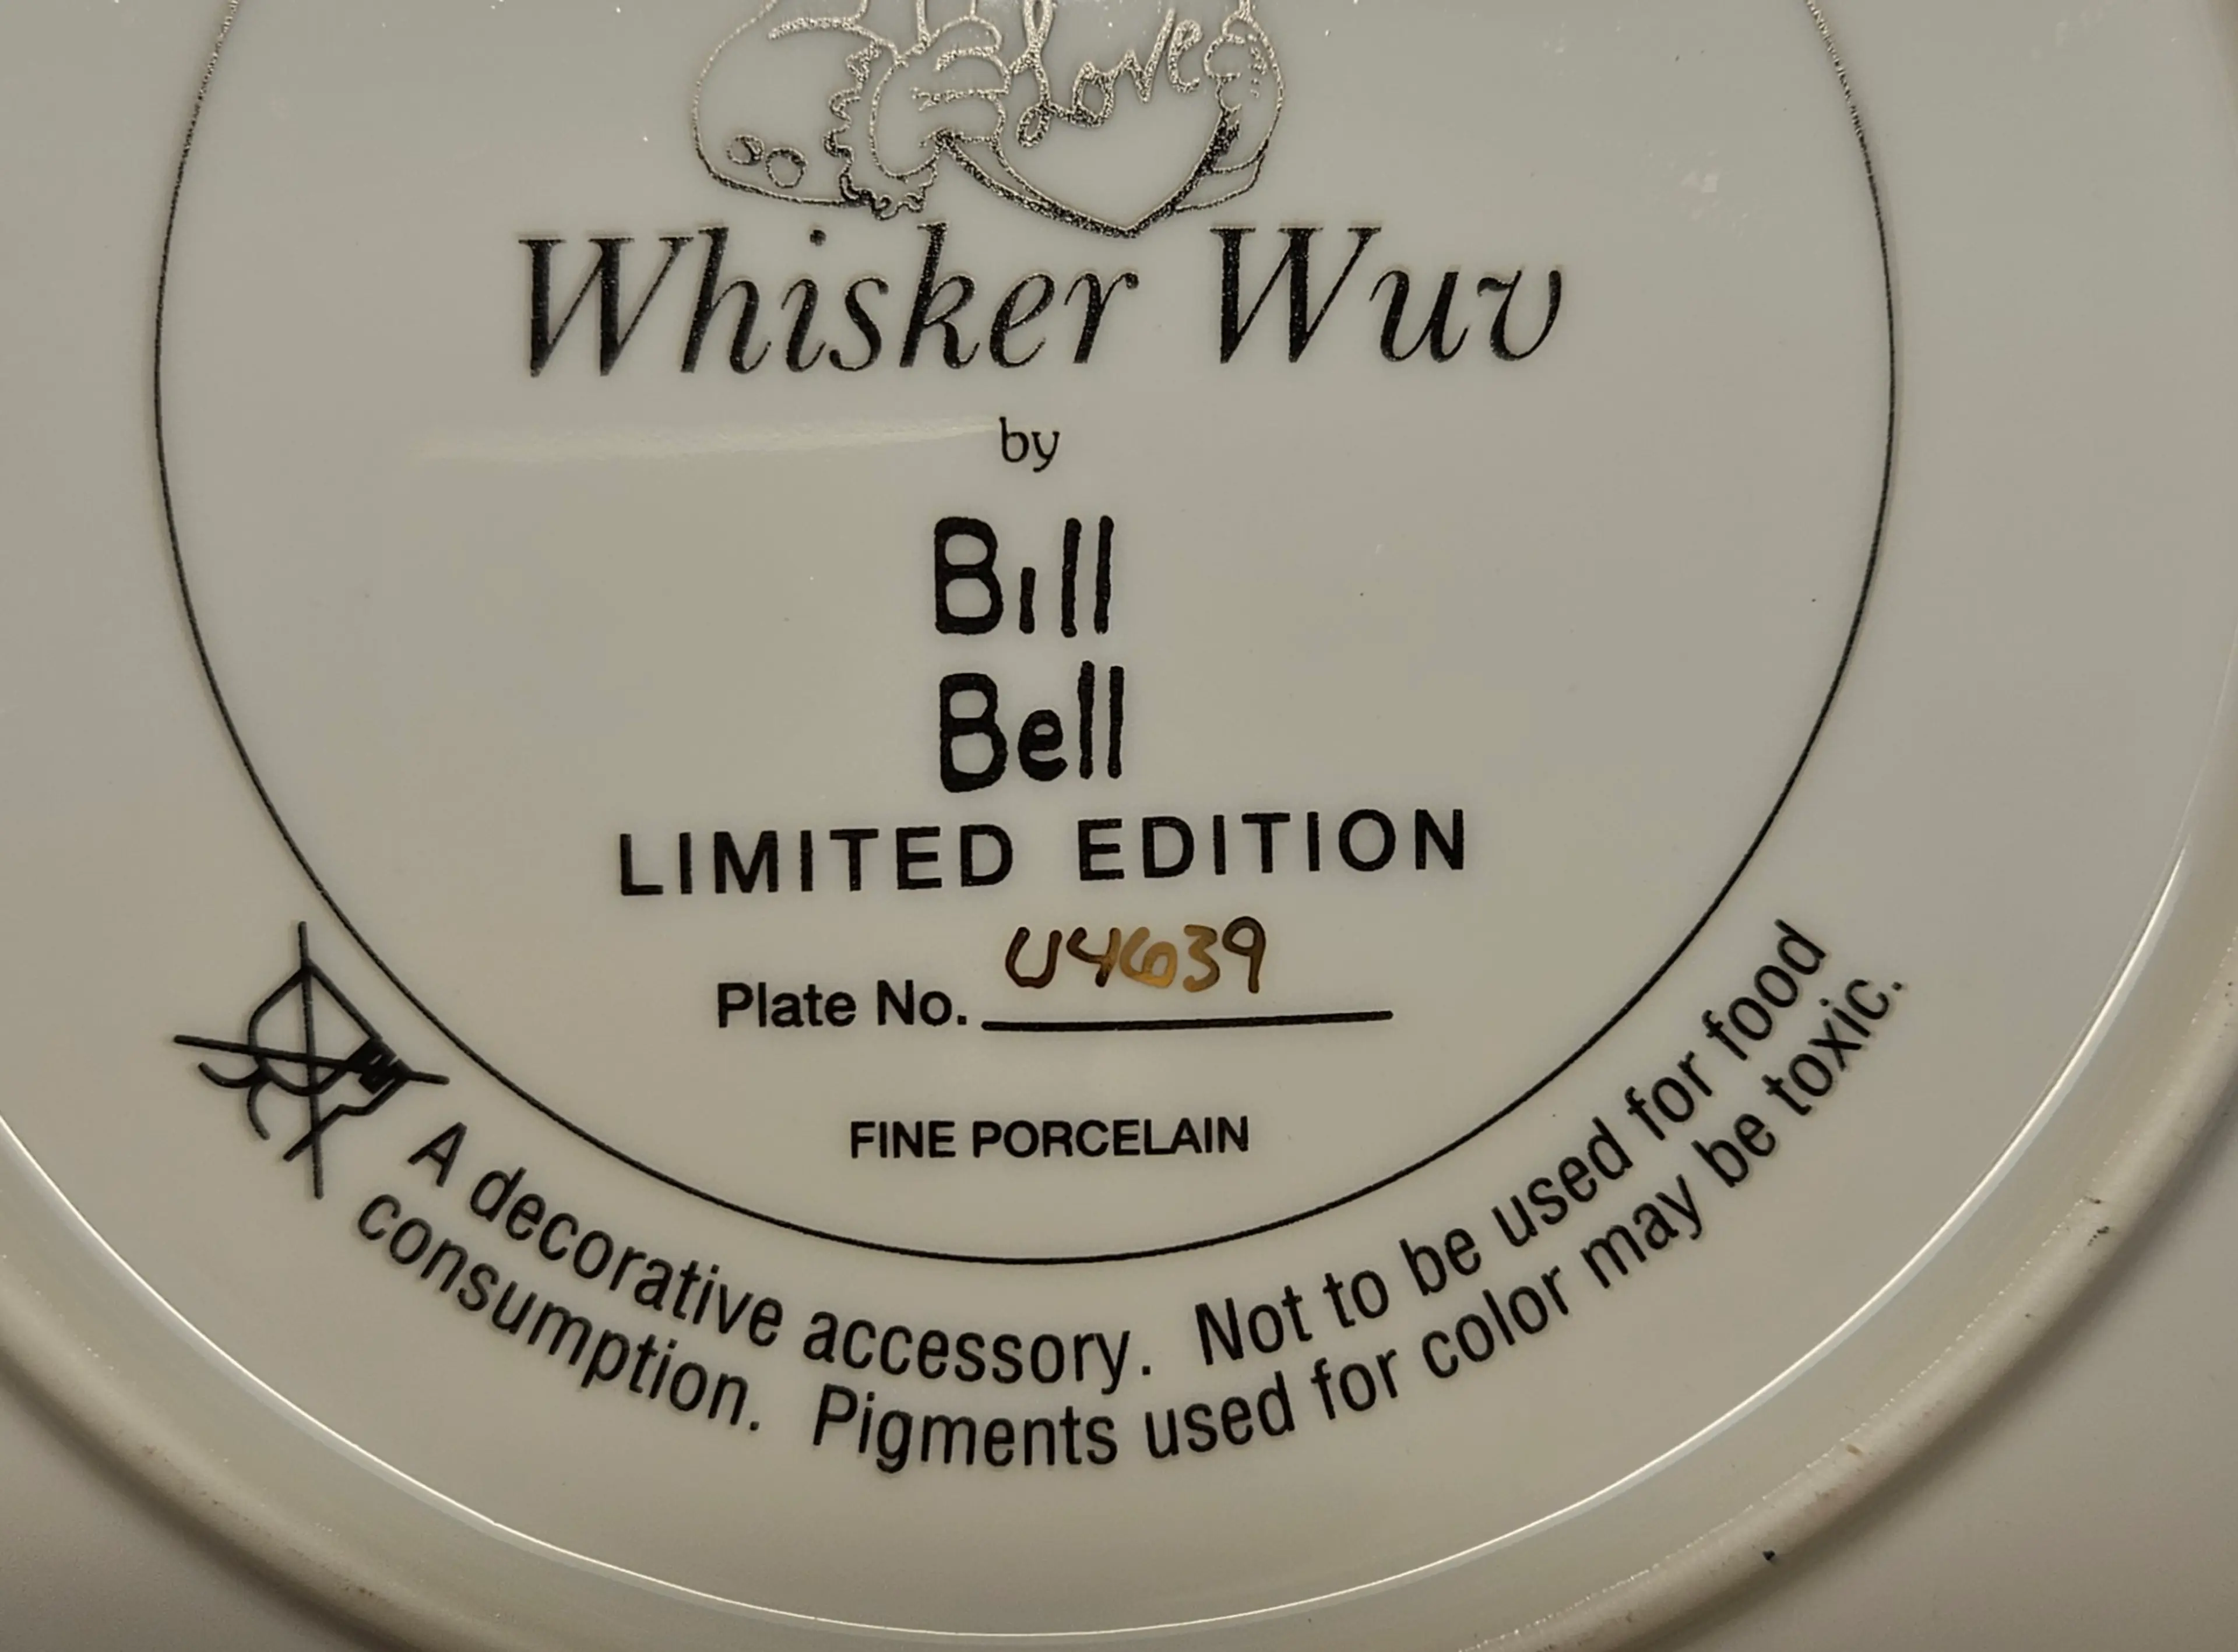 Love
Whisker Wuv
by
Bill
Bell
LIMITED EDITION
Plate No. U4639
FINE PORCELAIN
A decorative accessory. Not to be used for food
consumption. Pigments used for color may be toxic.